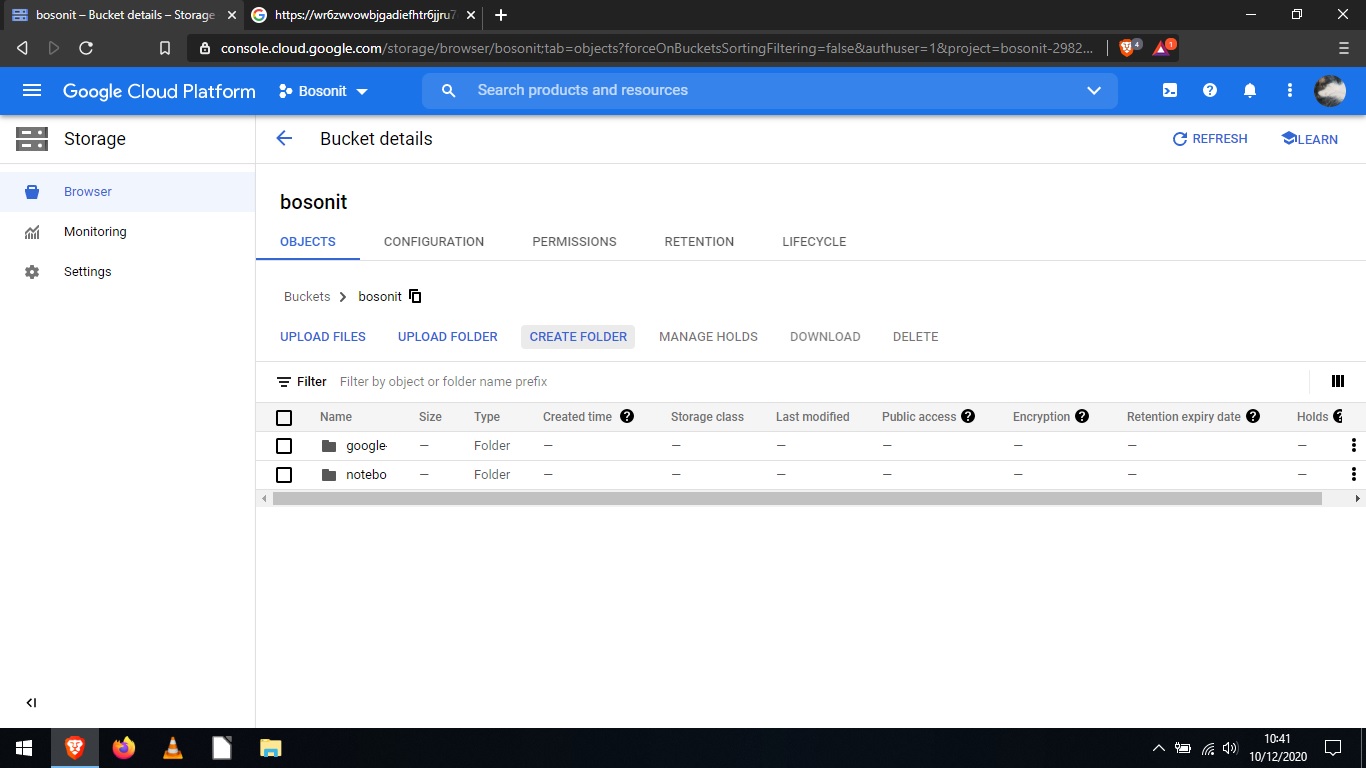 bosonit – Bucket details – Storage
https://wr6zwvowbjgadiefhtr6jjru7
console.cloud.google.com/storage/browser/bosonit;tab=objects?forceOnBucketsSortingFiltering=false&authuser=1&project=bosonit-2982...
4
1
Google Cloud Platform
Bosonit
Search products and resources
Storage
Bucket details
REFRESH
LEARN
Browser
Monitoring
Settings
bosonit
OBJECTS CONFIGURATION PERMISSIONS RETENTION LIFECYCLE
Buckets bosonit
UPLOAD FILES UPLOAD FOLDER CREATE FOLDER MANAGE HOLDS DOWNLOAD DELETE
Filter Filter by object or folder name prefix
Name Size Type Created time Storage class Last modified Public access Encryption Retention expiry date Holds
google- — Folder — — — — — — —
notebo — Folder — — — — — — —
10:41
10/12/2020